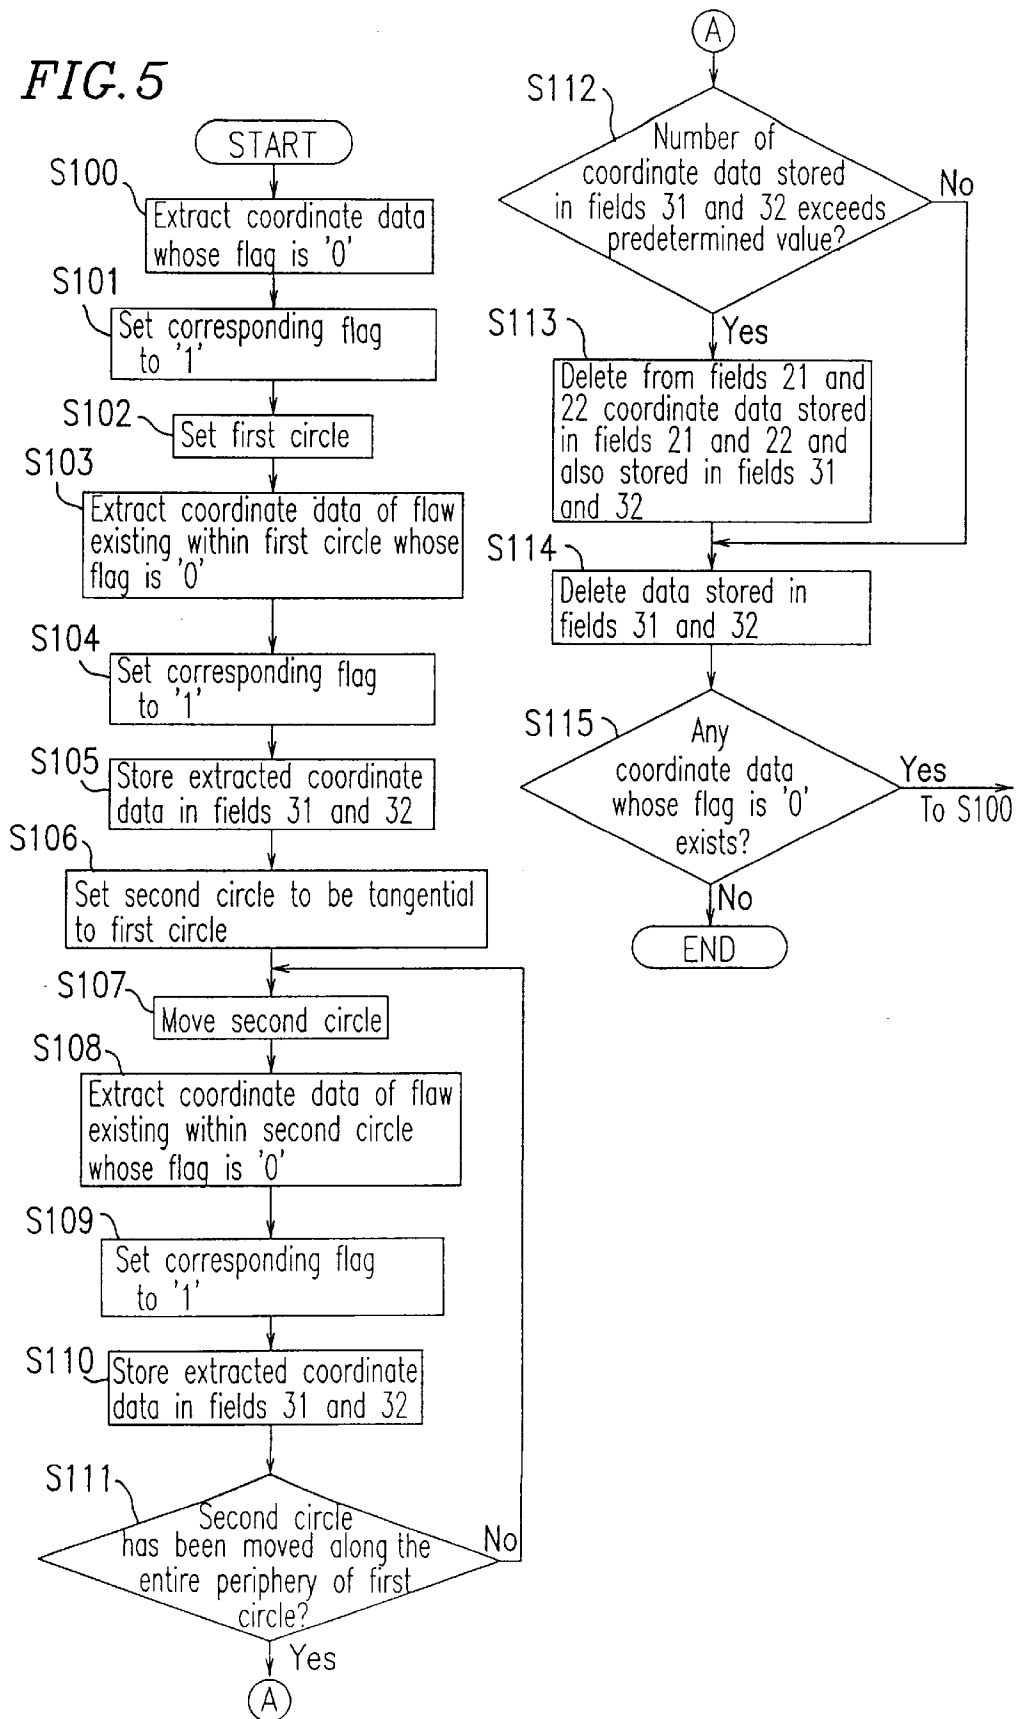 FIG. 5
START
S100
Extract coordinate data
whose flag is '0'
S101
Set corresponding flag
to '1'
S102
Set first circle
S103
Extract coordinate data of flaw
existing within first circle whose
flag is '0'
S104
Set corresponding flag
to '1'
S105
Store extracted coordinate
data in fields 31 and 32
S106
Set second circle to be tangential
to first circle
S107
Move second circle
S108
Extract coordinate data of flaw
existing within second circle
whose flag is '0'
S109
Set corresponding flag
to '1'
S110
Store extracted coordinate
data in fields 31 and 32
S111
Second circle
has been moved along the
entire periphery of first
circle?
No
Yes
A
A
S112
Number of
coordinate data stored
in fields 31 and 32 exceeds
predetermined value?
No
Yes
S113
Delete from fields 21 and
22 coordinate data stored
in fields 21 and 22 and
also stored in fields 31
and 32
S114
Delete data stored in
fields 31 and 32
S115
Any
coordinate data
whose flag is '0'
exists?
Yes
To S100
No
END